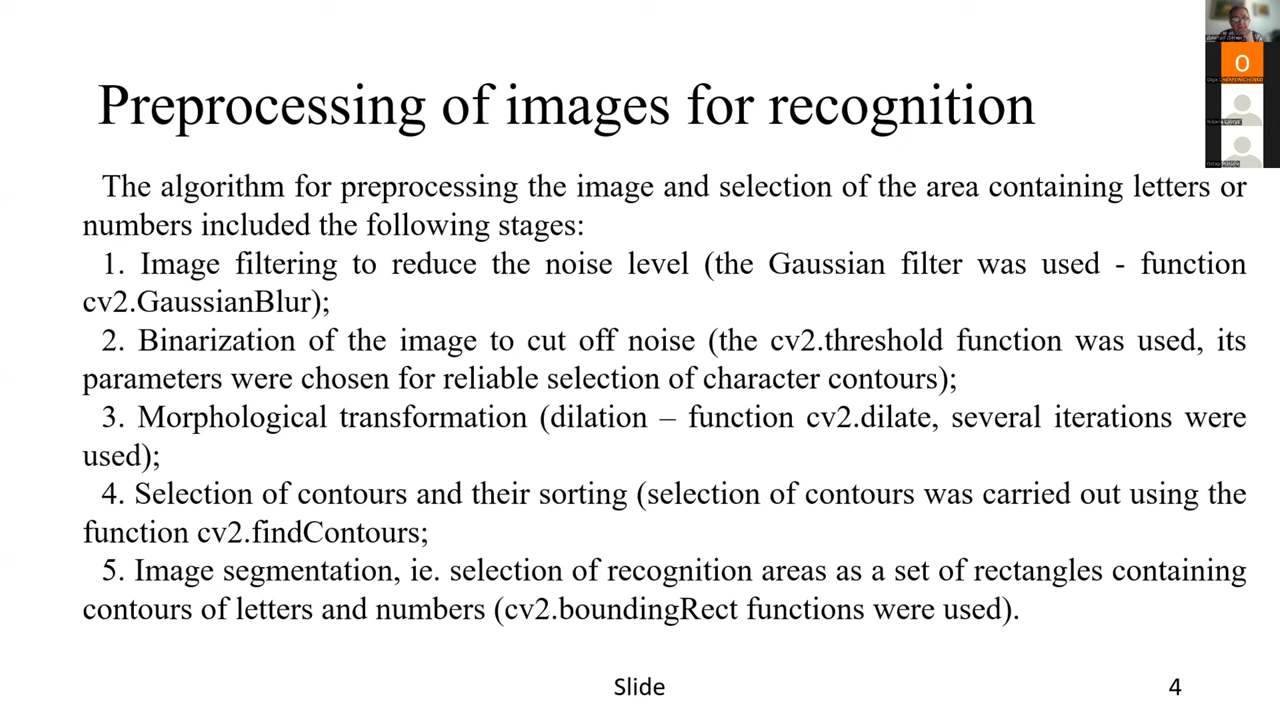 Preprocessing of images for recognition
The algorithm for preprocessing the image and selection of the area containing letters or
numbers included the following stages:
1. Image filtering to reduce the noise level (the Gaussian filter was used - function
cv2.GaussianBlur);
2. Binarization of the image to cut off noise (the cv2.threshold function was used, its
parameters were chosen for reliable selection of character contours);
3. Morphological transformation (dilation – function cv2.dilate, several iterations were
used);
4. Selection of contours and their sorting (selection of contours was carried out using the
function cv2.findContours;
5. Image segmentation, ie. selection of recognition areas as a set of rectangles containing
contours of letters and numbers (cv2.boundingRect functions were used).
Slide
4
O